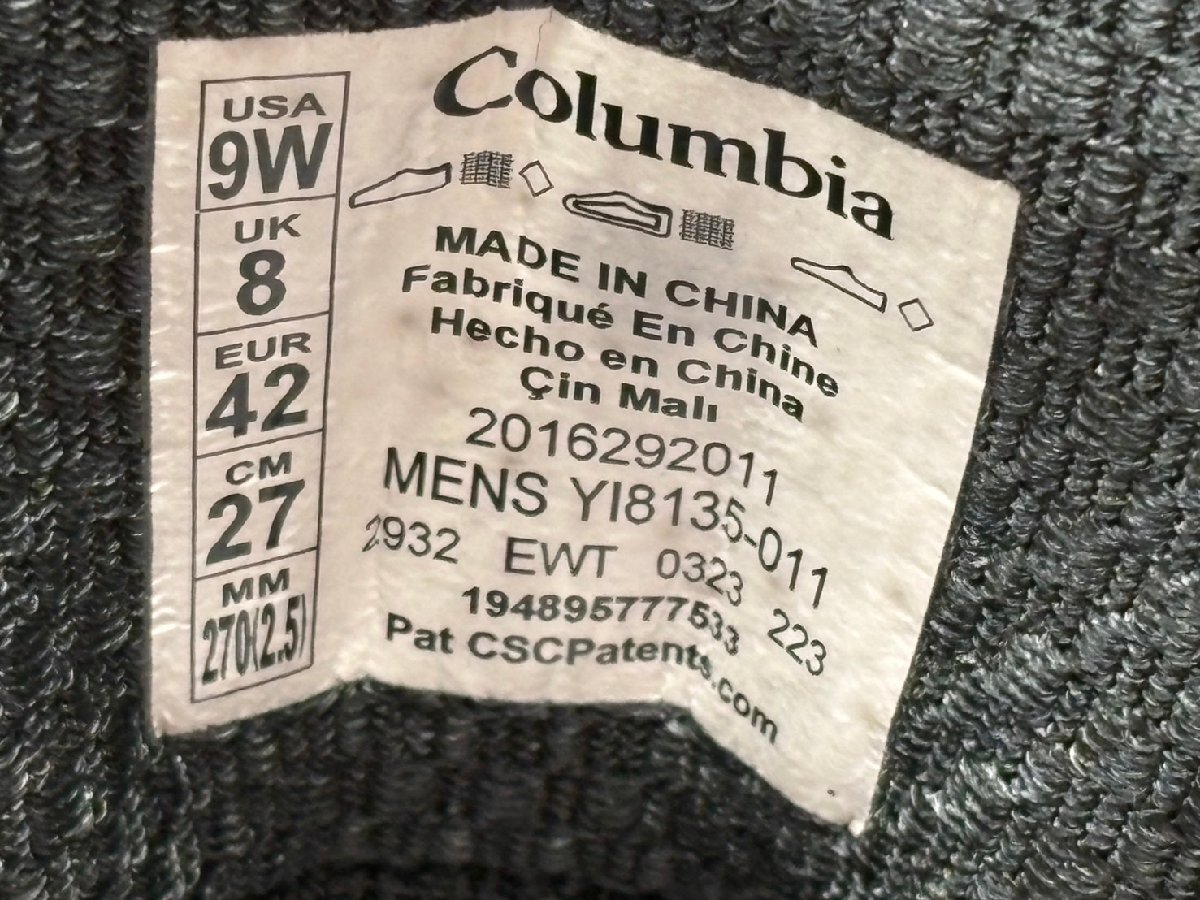 USA
9W
UK
8
EUR
42
CM
27
MM
270(2.5)
Columbia
MADE IN CHINA
Fabriqué En Chine
Hecho en China
Çin Malı
2016292011
MENS YI8135-011
2932 EWT 0323 223
194895777533
Pat CSCPatents.com